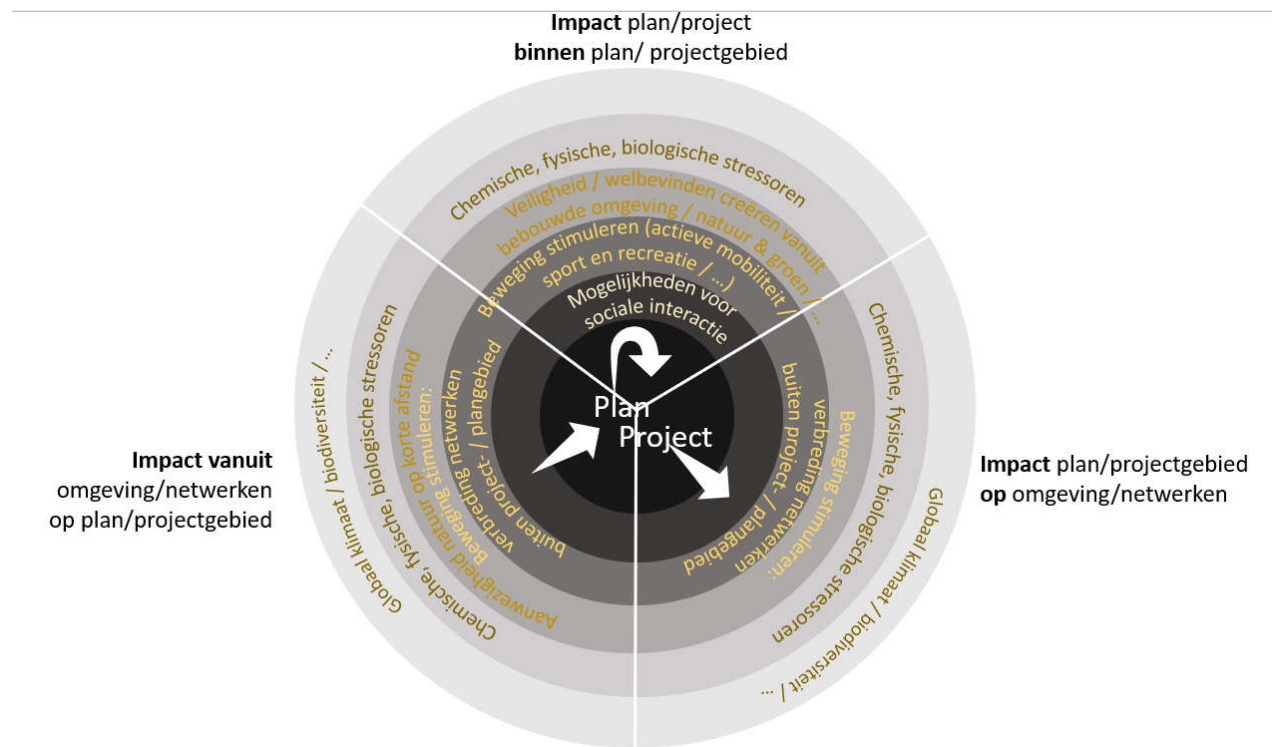 Impact plan/project
binnen plan/ projectgebied
Chemische, fysische, biologische stressoren
Veiligheid / welbevinden creëren vanuit
bebouwde omgeving / natuur & groen / ...
Beweging stimuleren (actieve mobiliteit /
sport en recreatie / ...)
Mogelijkheden voor
sociale interactie
Plan
Project
Impact vanuit
omgeving/netwerken
op plan/projectgebied
Globaal klimaat / biodiversiteit /...
Chemische, fysische, biologische stressoren
Aanwezigheid natuur op korte afstand
Beweging stimuleren:
verbreding netwerken
buiten project- / plangebied
Impact plan/projectgebied
op omgeving/netwerken
Beweging stimuleren:
verbreding netwerken
buiten project- / plangebied
Chemische, fysische, biologische stressoren
Globaal klimaat / biodiversiteit /
...